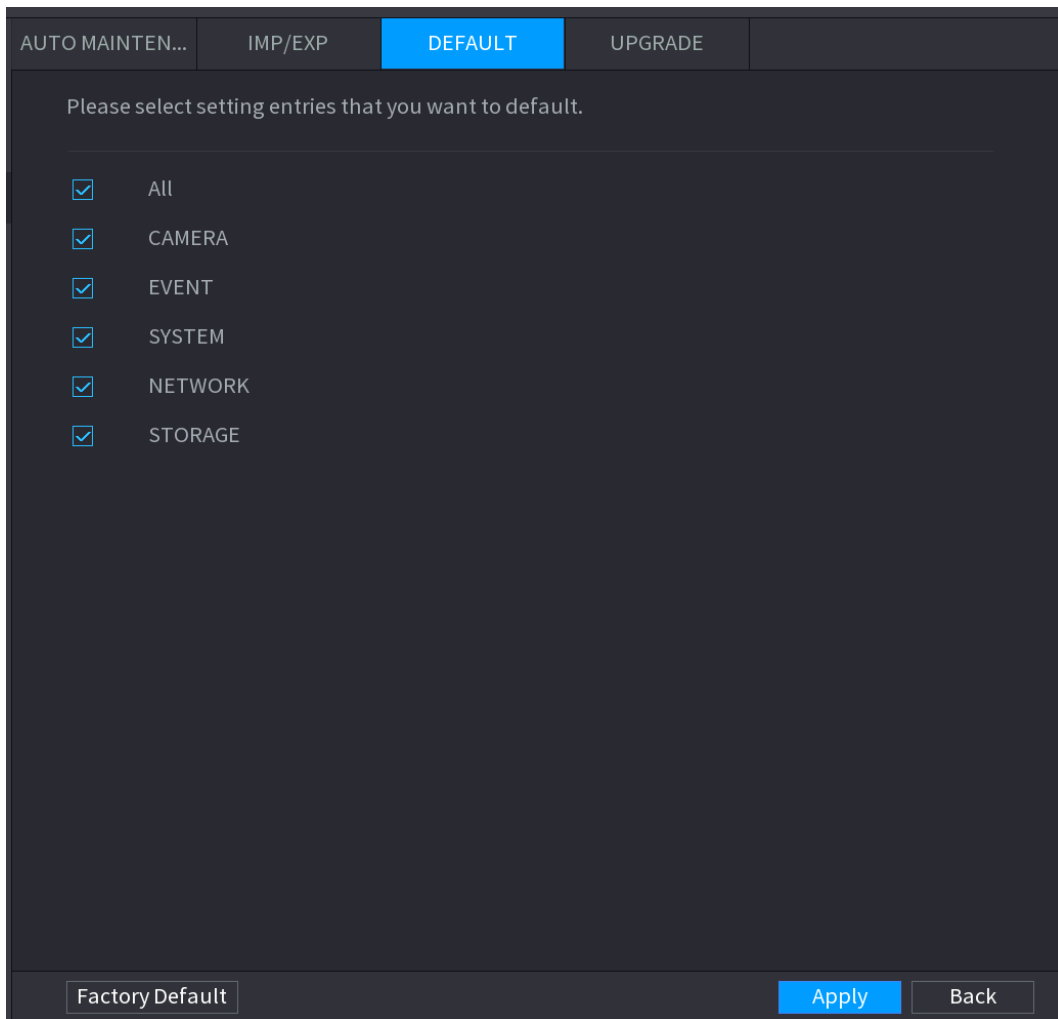 AUTO MAINTEN... IMP/EXP DEFAULT UPGRADE
Please select setting entries that you want to default.
All
CAMERA
EVENT
SYSTEM
NETWORK
STORAGE
Factory Default Apply Back